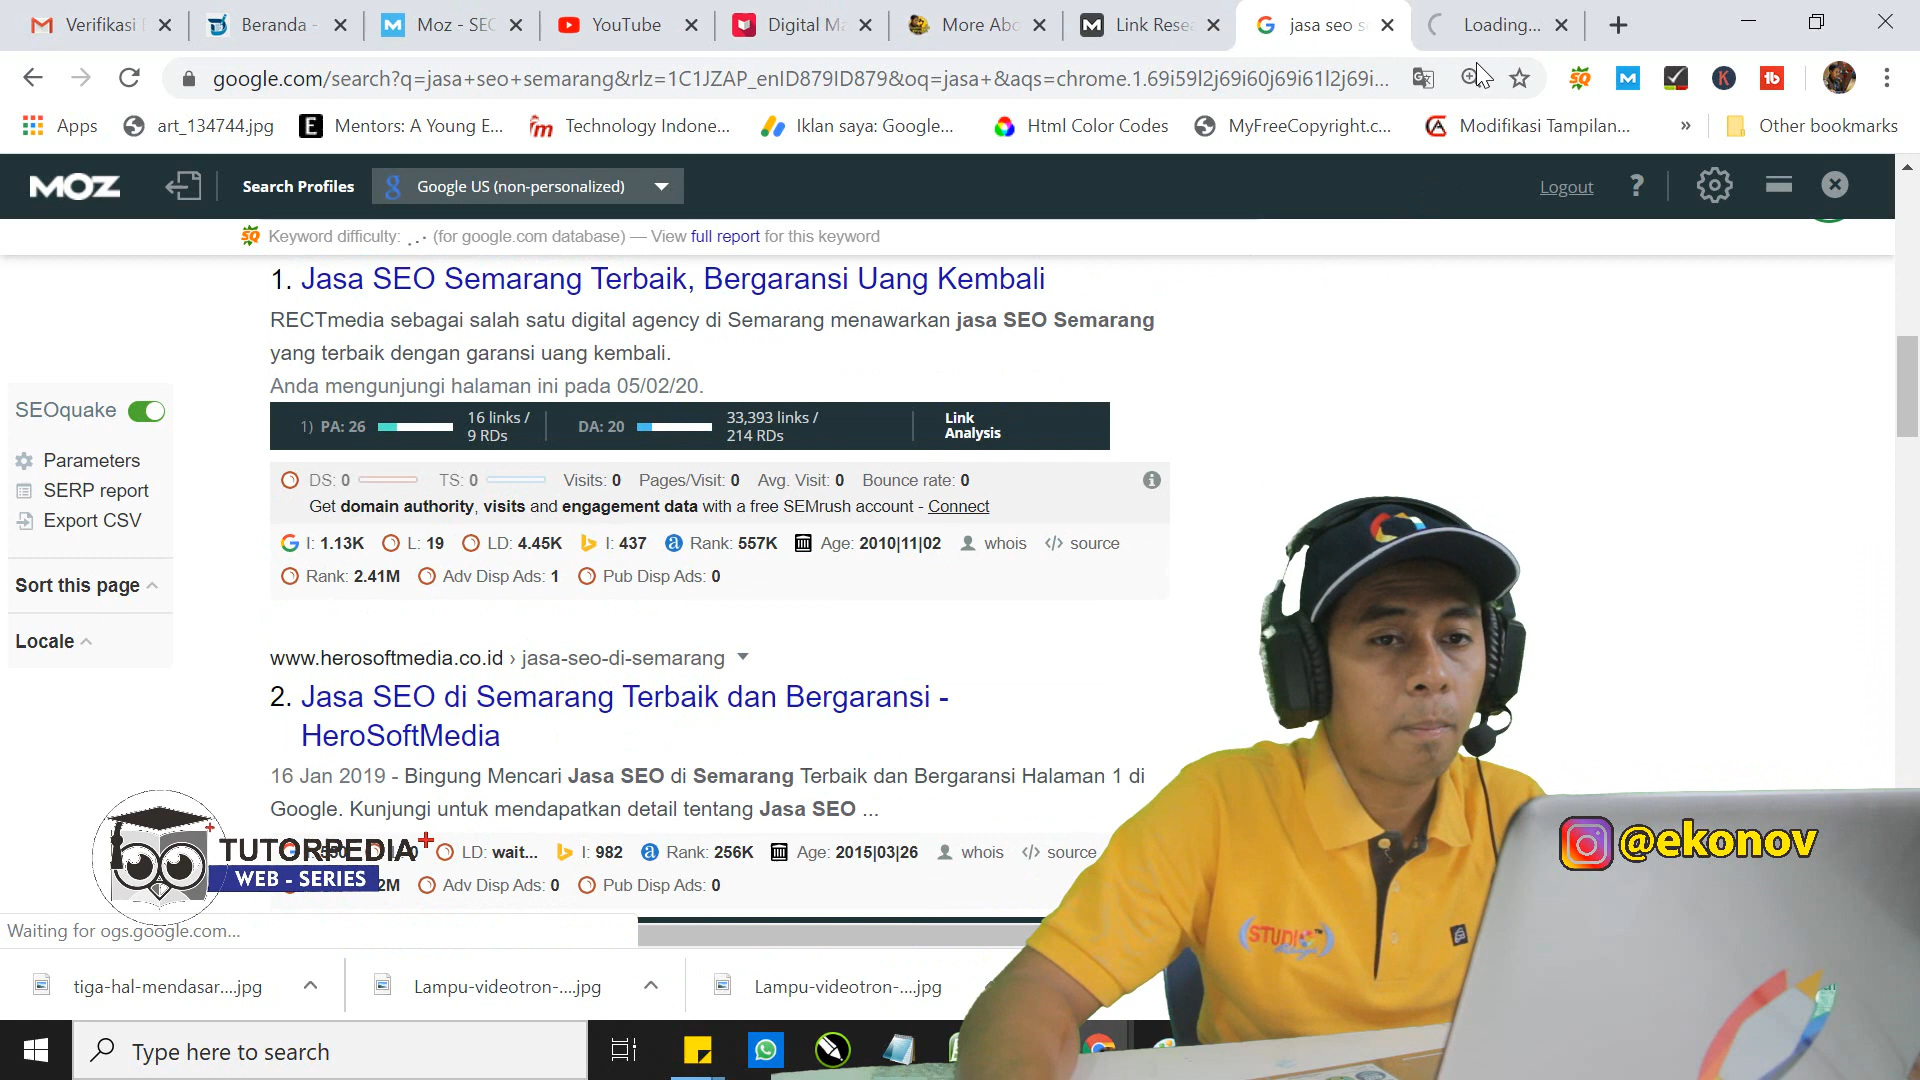 Verifikasi
Beranda -
Moz - SEO
YouTube
Digital Ma
More Abo
Link Resea
jasa seo s
Loading...
google.com/search?q=jasa+seo+semarang&rlz=1C1JZAP_enID879ID879&oq=jasa+&aqs=chrome.1.69i59l2j69i60j69i61l2j69i...
Apps
art_134744.jpg
Mentors: A Young E...
Technology Indone...
Iklan saya: Google...
Html Color Codes
MyFreeCopyright.c...
Modifikasi Tampilan...
»
Other bookmarks
MOZ
Search Profiles
Google US (non-personalized)
Logout
?
Keyword difficulty: ... (for google.com database) — View full report for this keyword
1. Jasa SEO Semarang Terbaik, Bergaransi Uang Kembali
RECTmedia sebagai salah satu digital agency di Semarang menawarkan jasa SEO Semarang
yang terbaik dengan garansi uang kembali.
Anda mengunjungi halaman ini pada 05/02/20.
1) PA: 26
16 links /
9 RDs
DA: 20
33,393 links /
214 RDs
Link
Analysis
DS: 0 TS: 0 Visits: 0 Pages/Visit: 0 Avg. Visit: 0 Bounce rate: 0
Get domain authority, visits and engagement data with a free SEMrush account - Connect
I: 1.13K L: 19 LD: 4.45K I: 437 Rank: 557K Age: 2010|11|02 whois </> source
Rank: 2.41M Adv Disp Ads: 1 Pub Disp Ads: 0
SEOquake
Parameters
SERP report
Export CSV
Sort this page
Locale
www.herosoftmedia.co.id › jasa-seo-di-semarang
2. Jasa SEO di Semarang Terbaik dan Bergaransi -
HeroSoftMedia
16 Jan 2019 - Bingung Mencari Jasa SEO di Semarang Terbaik dan Bergaransi Halaman 1 di
Google. Kunjungi untuk mendapatkan detail tentang Jasa SEO ...
LD: wait... I: 982 Rank: 256K Age: 2015|03|26 whois </> source
Adv Disp Ads: 0 Pub Disp Ads: 0
TUTORPEDIA+
WEB - SERIES
@ekonov
STUDIO
Waiting for ogs.google.com...
tiga-hal-mendasar....jpg
Lampu-videotron-....jpg
Lampu-videotron-....jpg
Type here to search